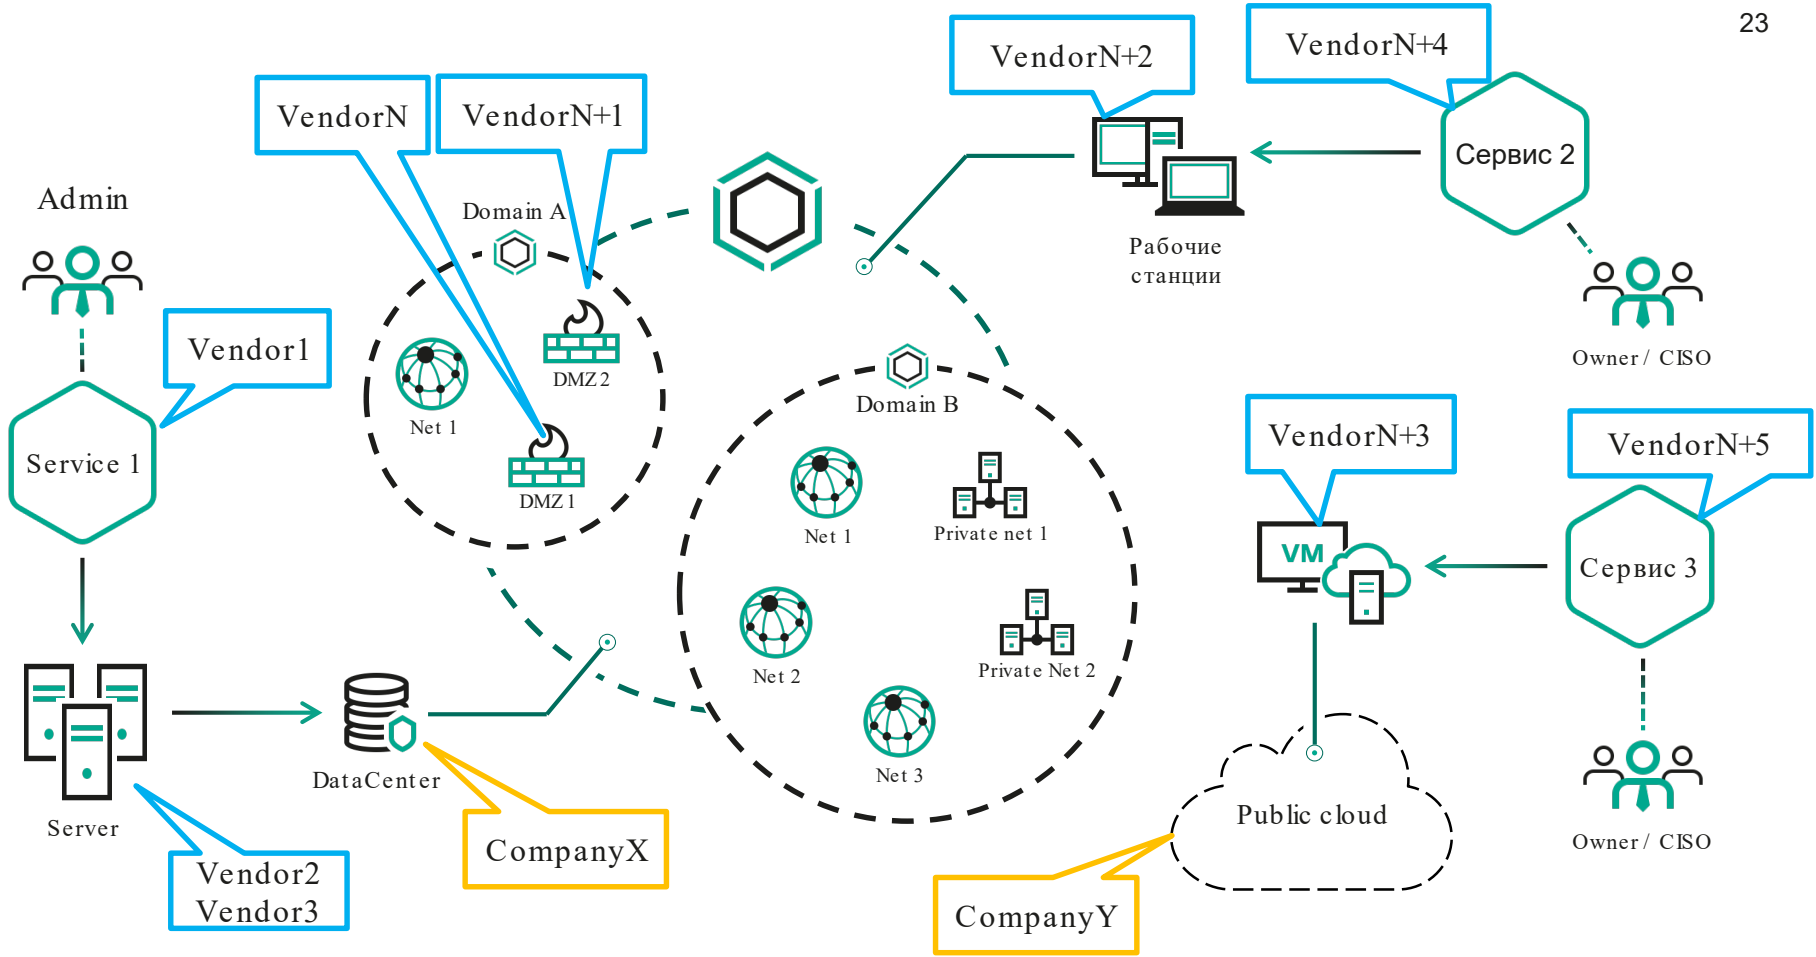 23
VendorN+2
VendorN+4
VendorN
VendorN+1
Сервис 2
Admin
Domain A
Рабочие
станции
Vendor1
Owner / CISO
DMZ 2
Net 1
Domain B
VendorN+3
VendorN+5
Service 1
DMZ 1
Net 1
Private net 1
VM
Сервис 3
Net 2
Private Net 2
Net 3
DataCenter
Public cloud
Server
Owner / CISO
CompanyX
Vendor2
Vendor3
CompanyY